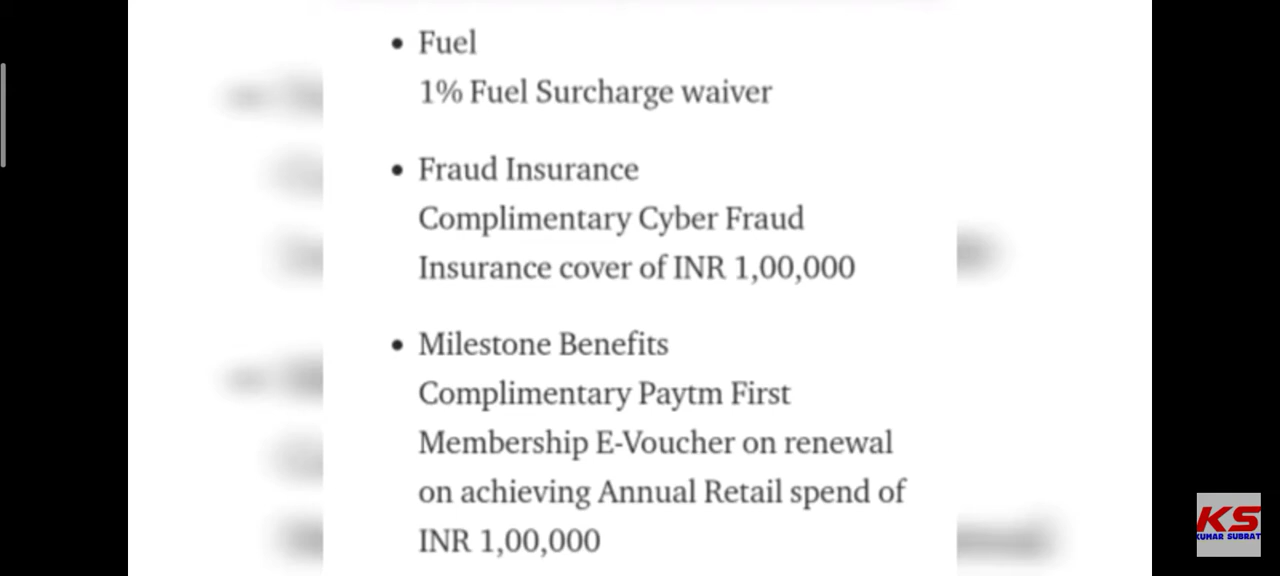 Fuel
1% Fuel Surcharge waiver
Fraud Insurance
Complimentary Cyber Fraud
Insurance cover of INR 1,00,000
Milestone Benefits
Complimentary Paytm First
Membership E-Voucher on renewal
on achieving Annual Retail spend of
INR 1,00,000
KS
KUMAR SUBRAT